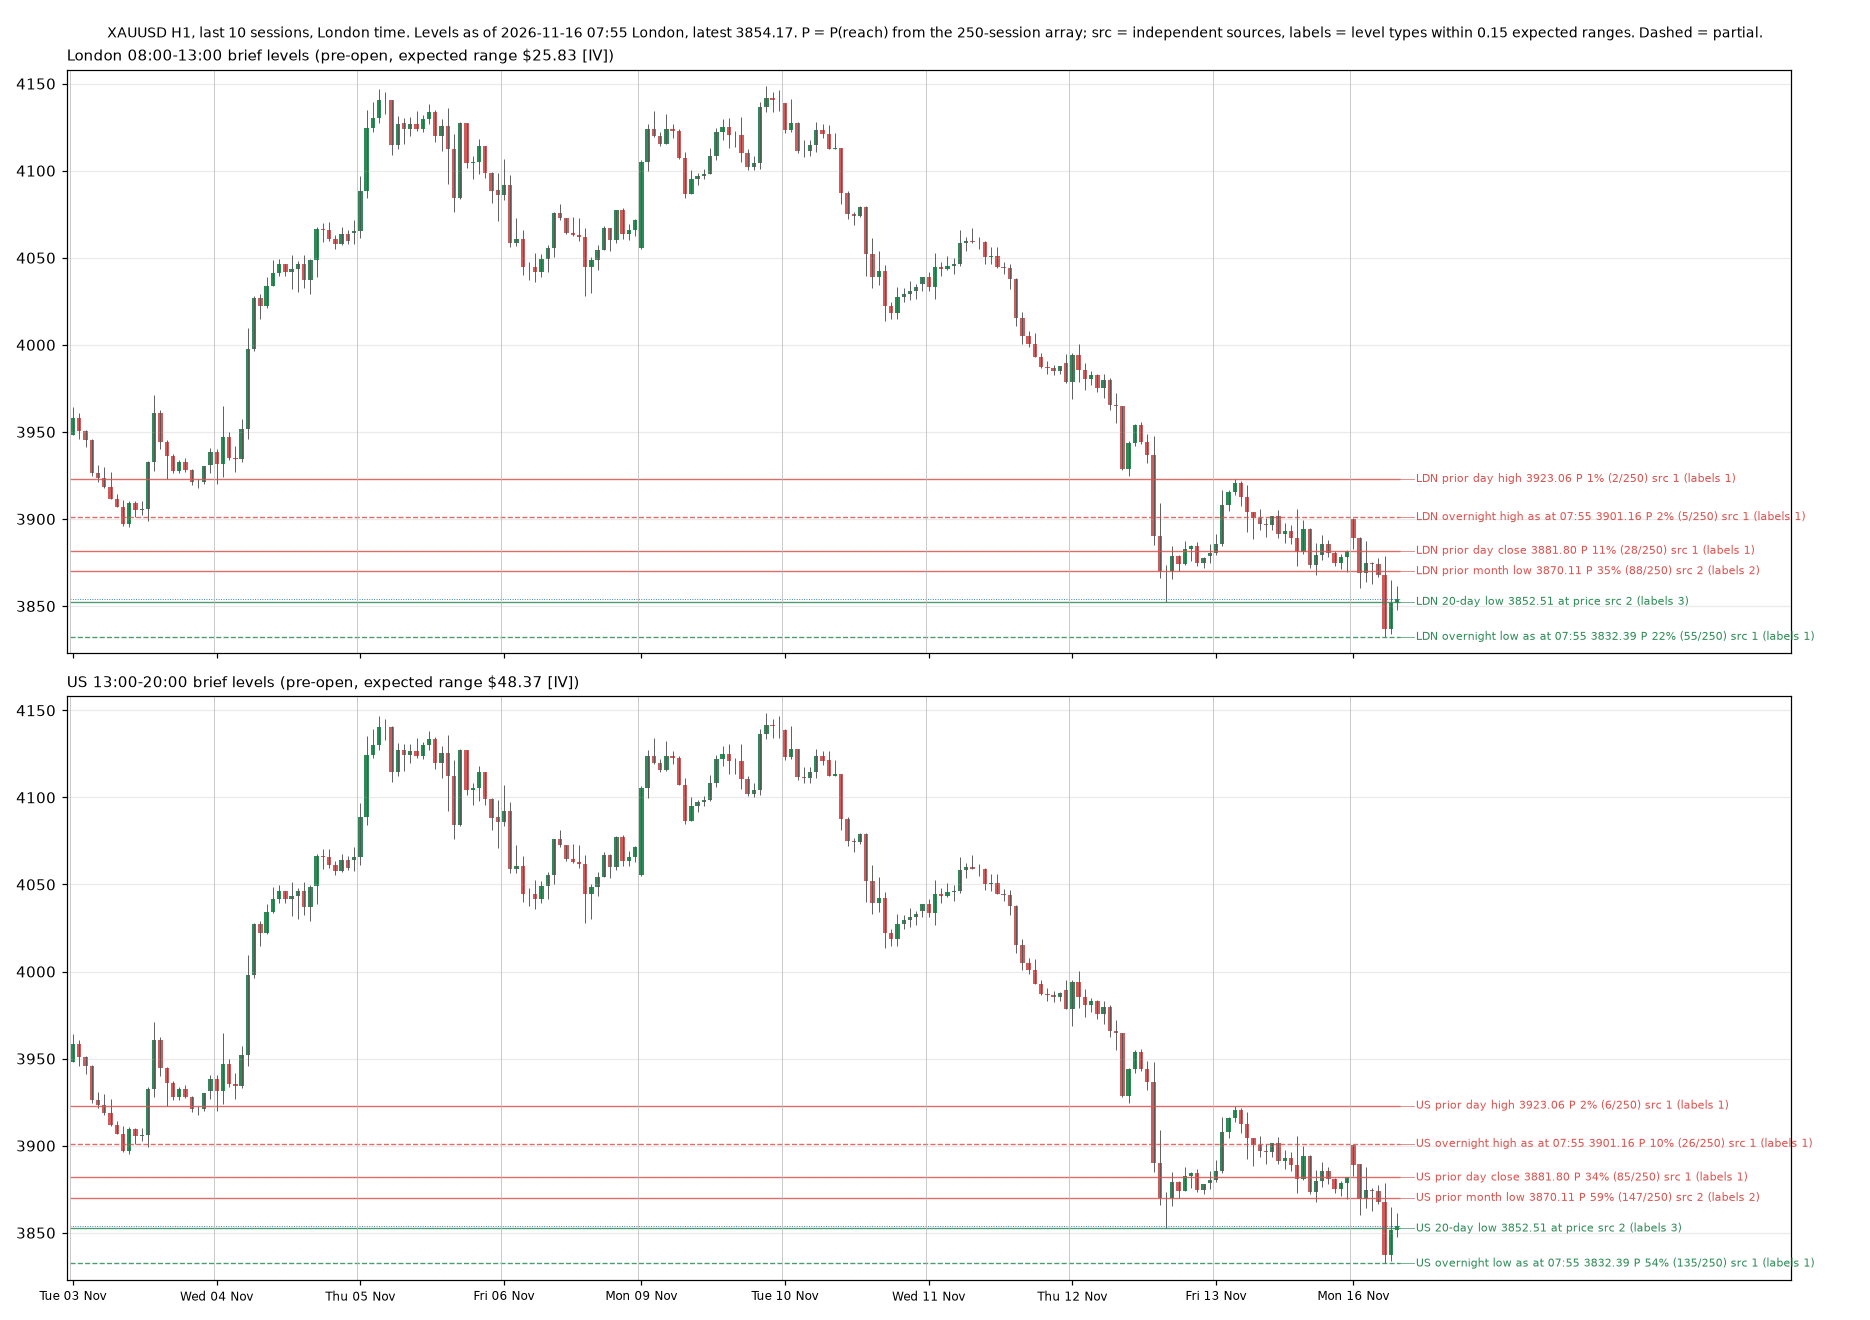 XAUUSD H1, last 10 sessions, London time. Levels as of 2026-11-16 07:55 London, latest 3854.17. P = P(reach) from the 250-session array; src = independent sources, labels = level types within 0.15 expected ranges. Dashed = partial.
London 08:00-13:00 brief levels (pre-open, expected range $25.83 [IV])
4150
4100
4050
4000
3950
3900
3850
LDN prior day high 3923.06 P 1% (2/250) src 1 (labels 1)
LDN overnight high as at 07:55 3901.16 P 2% (5/250) src 1 (labels 1)
LDN prior day close 3881.80 P 11% (28/250) src 1 (labels 1)
LDN prior month low 3870.11 P 35% (88/250) src 2 (labels 2)
LDN 20-day low 3852.51 at price src 2 (labels 3)
LDN overnight low as at 07:55 3832.39 P 22% (55/250) src 1 (labels 1)
US 13:00-20:00 brief levels (pre-open, expected range $48.37 [IV])
4150
4100
4050
4000
3950
3900
3850
US prior day high 3923.06 P 2% (6/250) src 1 (labels 1)
US overnight high as at 07:55 3901.16 P 10% (26/250) src 1 (labels 1)
US prior day close 3881.80 P 34% (85/250) src 1 (labels 1)
US prior month low 3870.11 P 59% (147/250) src 2 (labels 2)
US 20-day low 3852.51 at price src 2 (labels 3)
US overnight low as at 07:55 3832.39 P 54% (135/250) src 1 (labels 1)
Tue 03 Nov
Wed 04 Nov
Thu 05 Nov
Fri 06 Nov
Mon 09 Nov
Tue 10 Nov
Wed 11 Nov
Thu 12 Nov
Fri 13 Nov
Mon 16 Nov